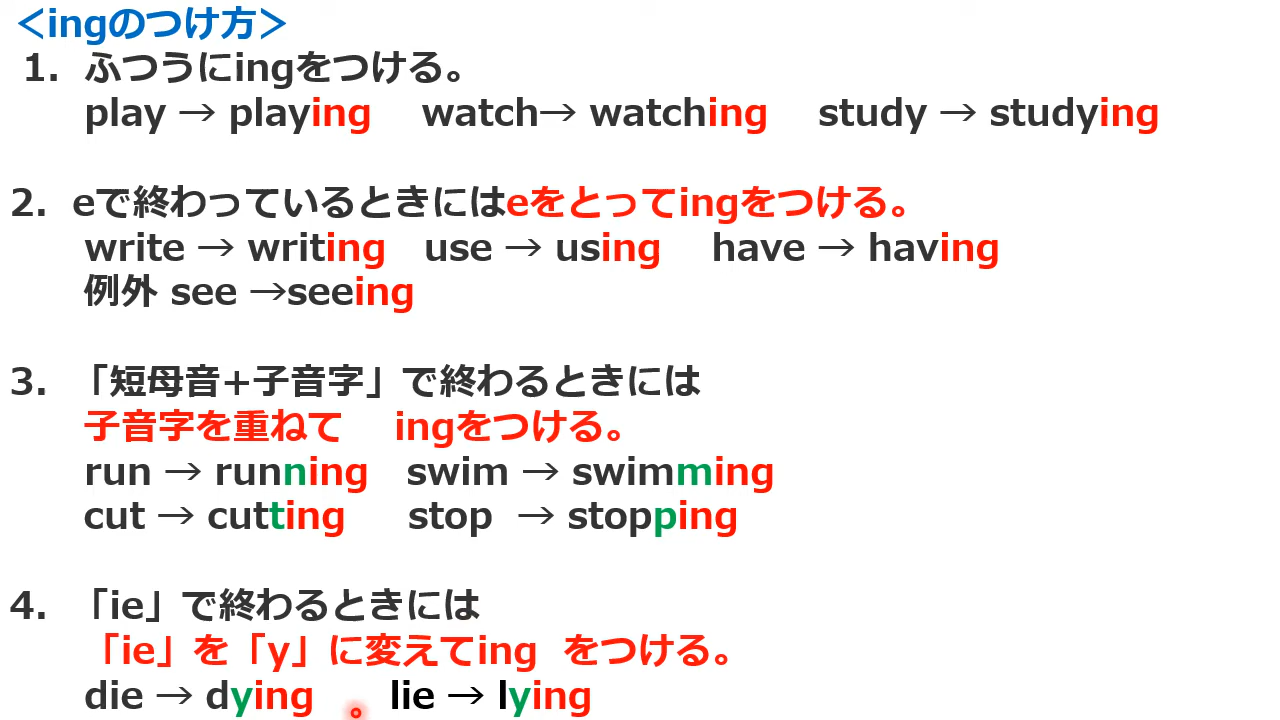 ＜ingのつけ方＞
1. ふつうにingをつける。
play → playing watch→ watching study → studying
2. eで終わっているときにはeをとってingをつける。
write → writing use → using have → having
例外 see →seeing
3. 「短母音+子音字」で終わるときには
子音字を重ねて ingをつける。
run → running swim → swimming
cut → cutting stop → stopping
4. 「ie」で終わるときには
「ie」を「y」に変えてing をつける。
die → dying 。lie → lying